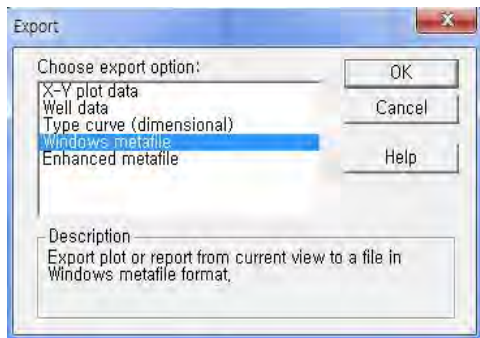 Export
Choose export option:
X-Y plot data
Well data
Type curve (dimensional)
Windows metafile
Enhanced metafile
OK
Cancel
Help
Description
Export plot or report from current view to a file in
Windows metafile format,